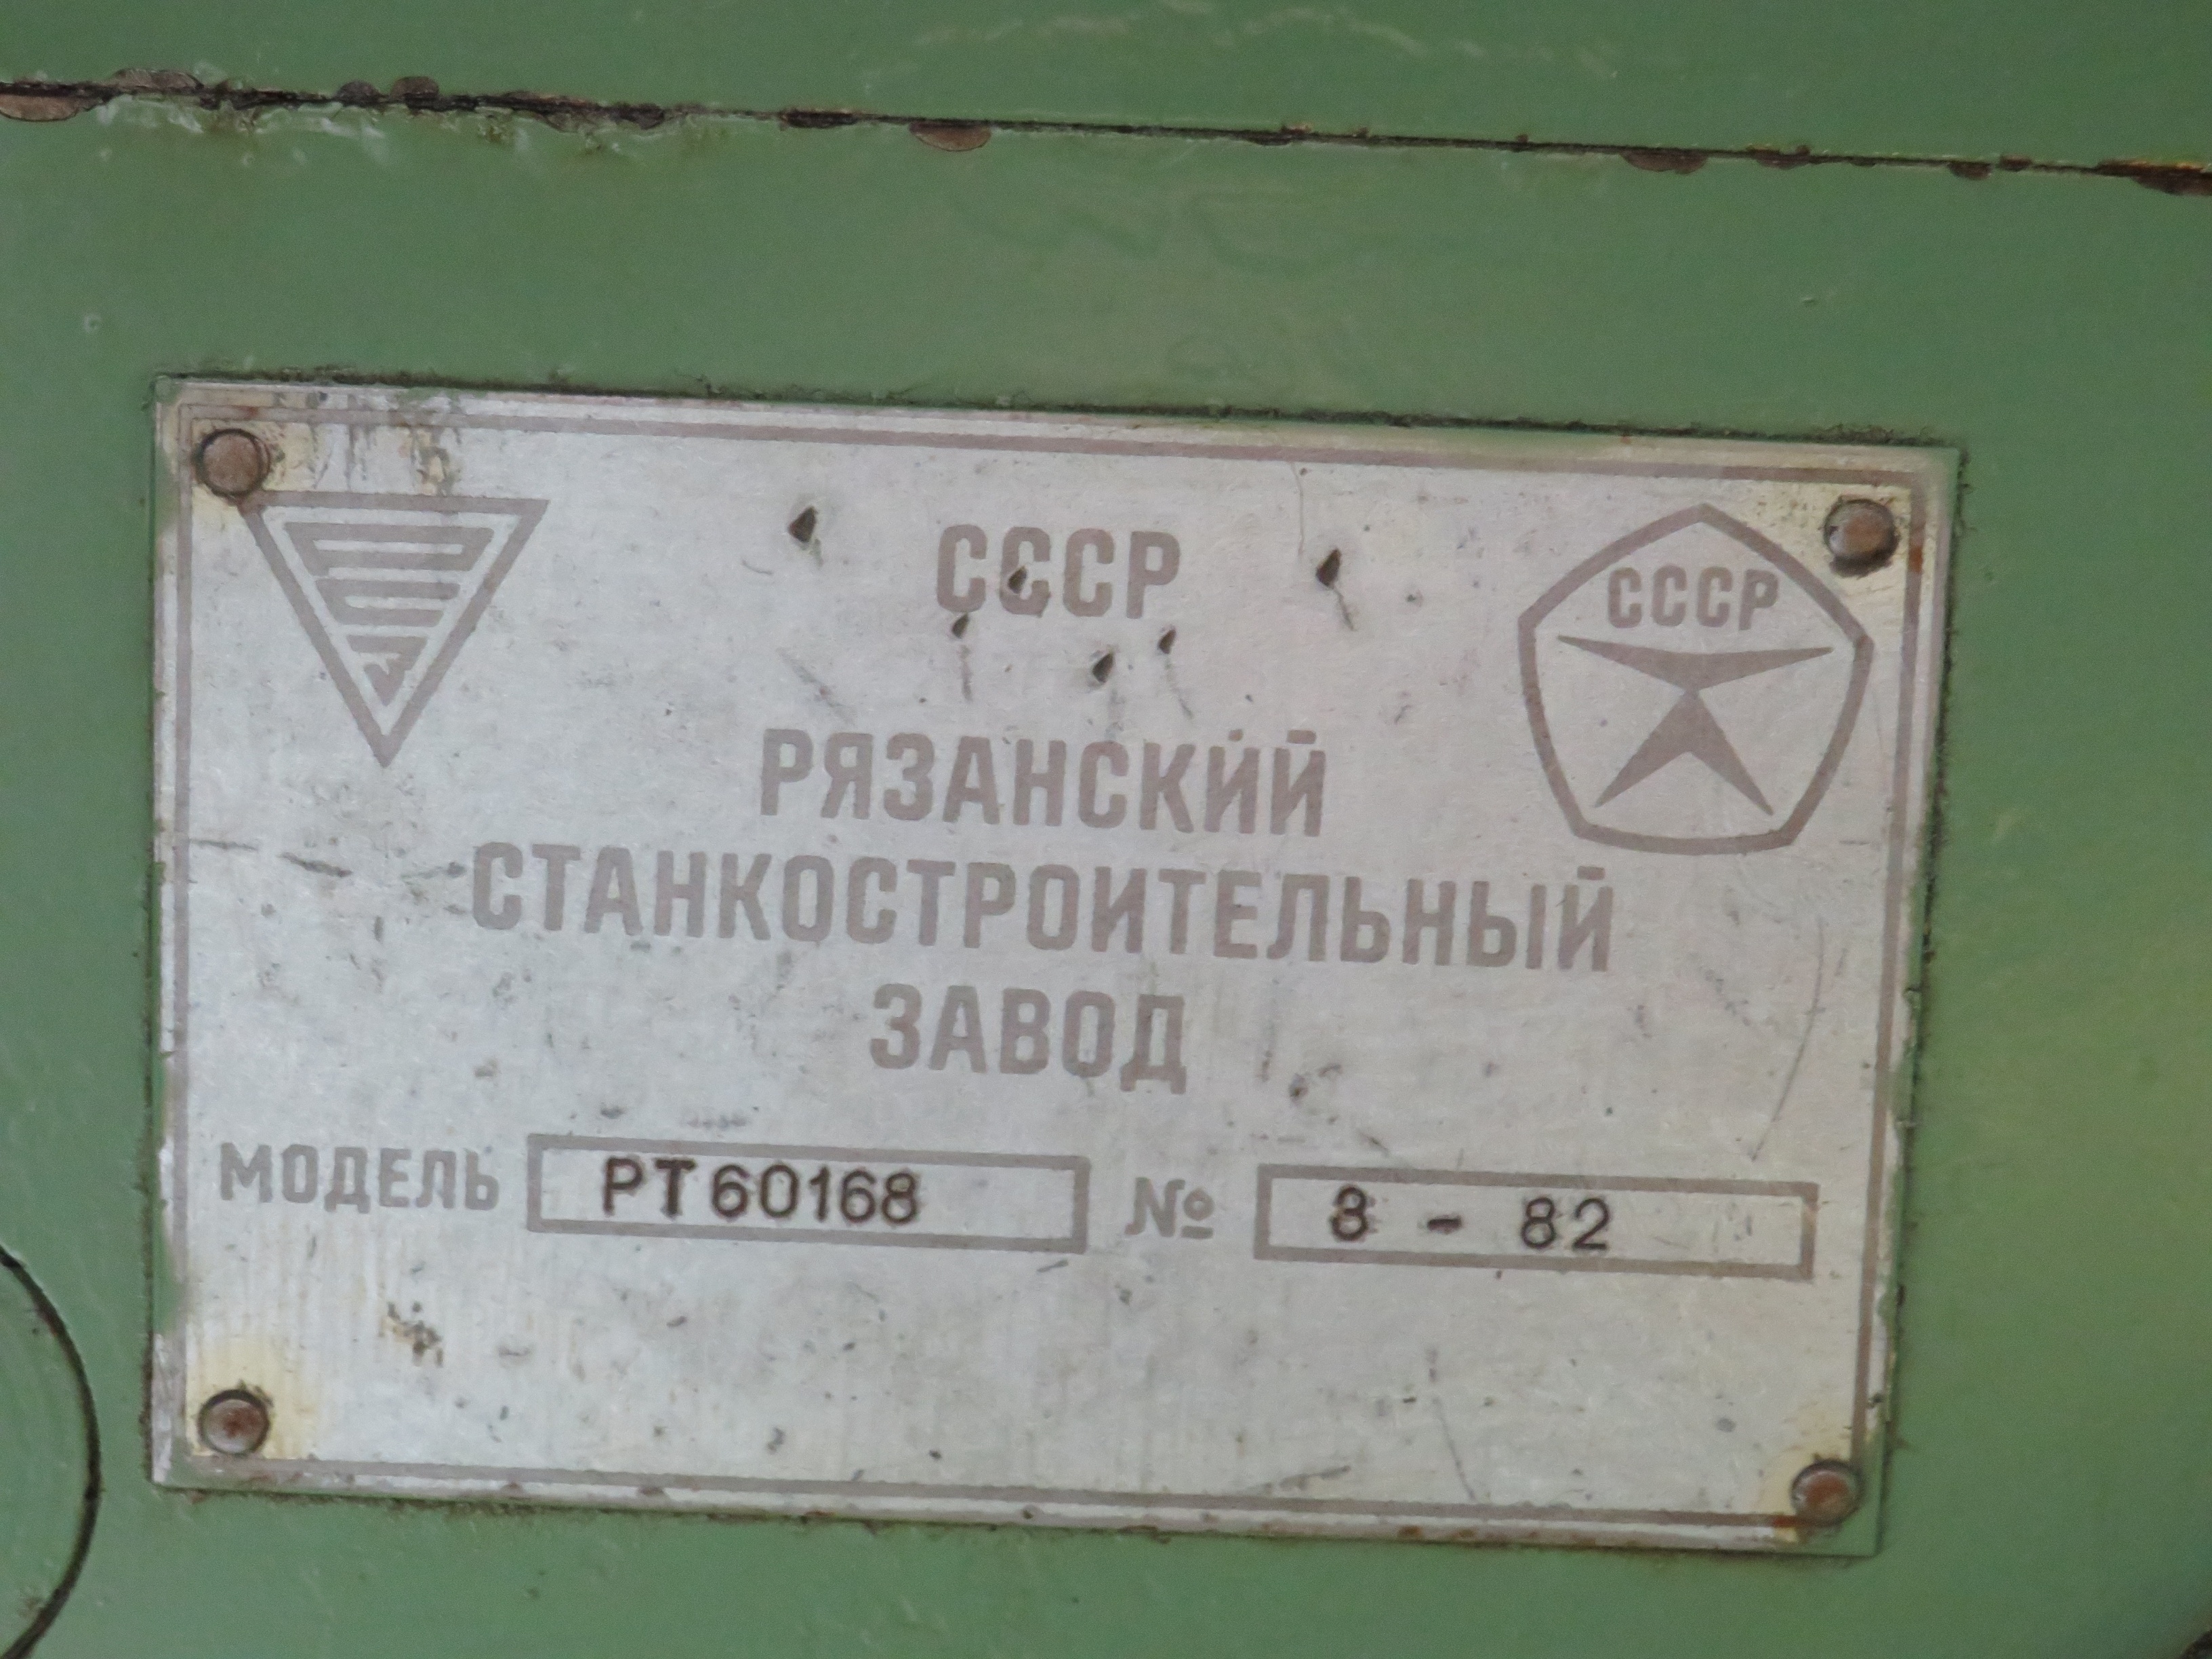 СССР
СССР
РЯЗАНСКИЙ
СТАНКОСТРОИТЕЛЬНЫЙ
ЗАВОД
МОДЕЛЬ РТ60168 № 8 - 82